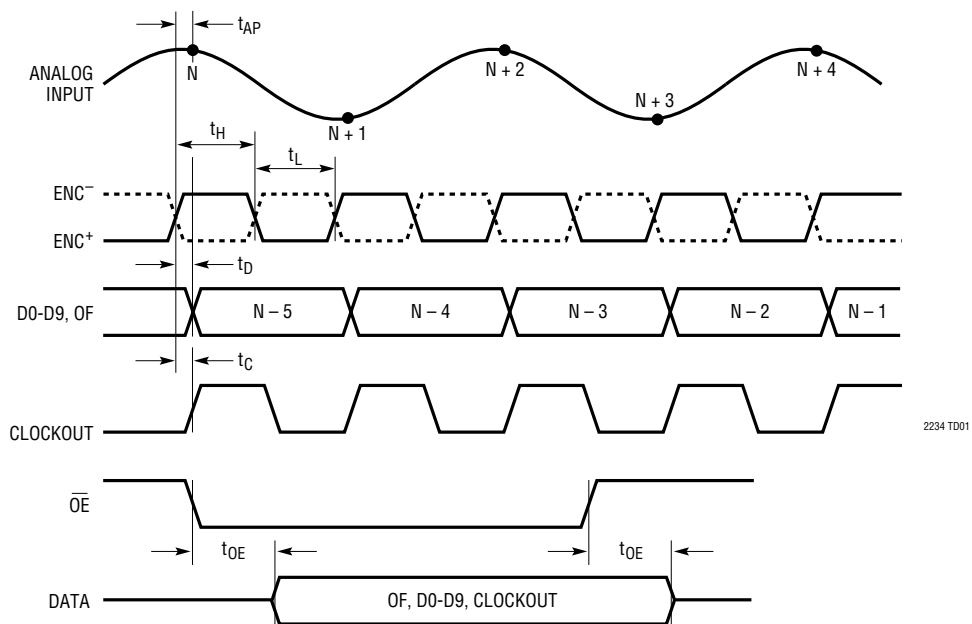 tAP
ANALOG
INPUT
N
N + 1
N + 2
N + 3
N + 4
tH
tL
ENC–
ENC+
tD
D0-D9, OF
N – 5
N – 4
N – 3
N – 2
N – 1
tC
CLOCKOUT
2234 TD01
OE
tOE
tOE
DATA
OF, D0-D9, CLOCKOUT